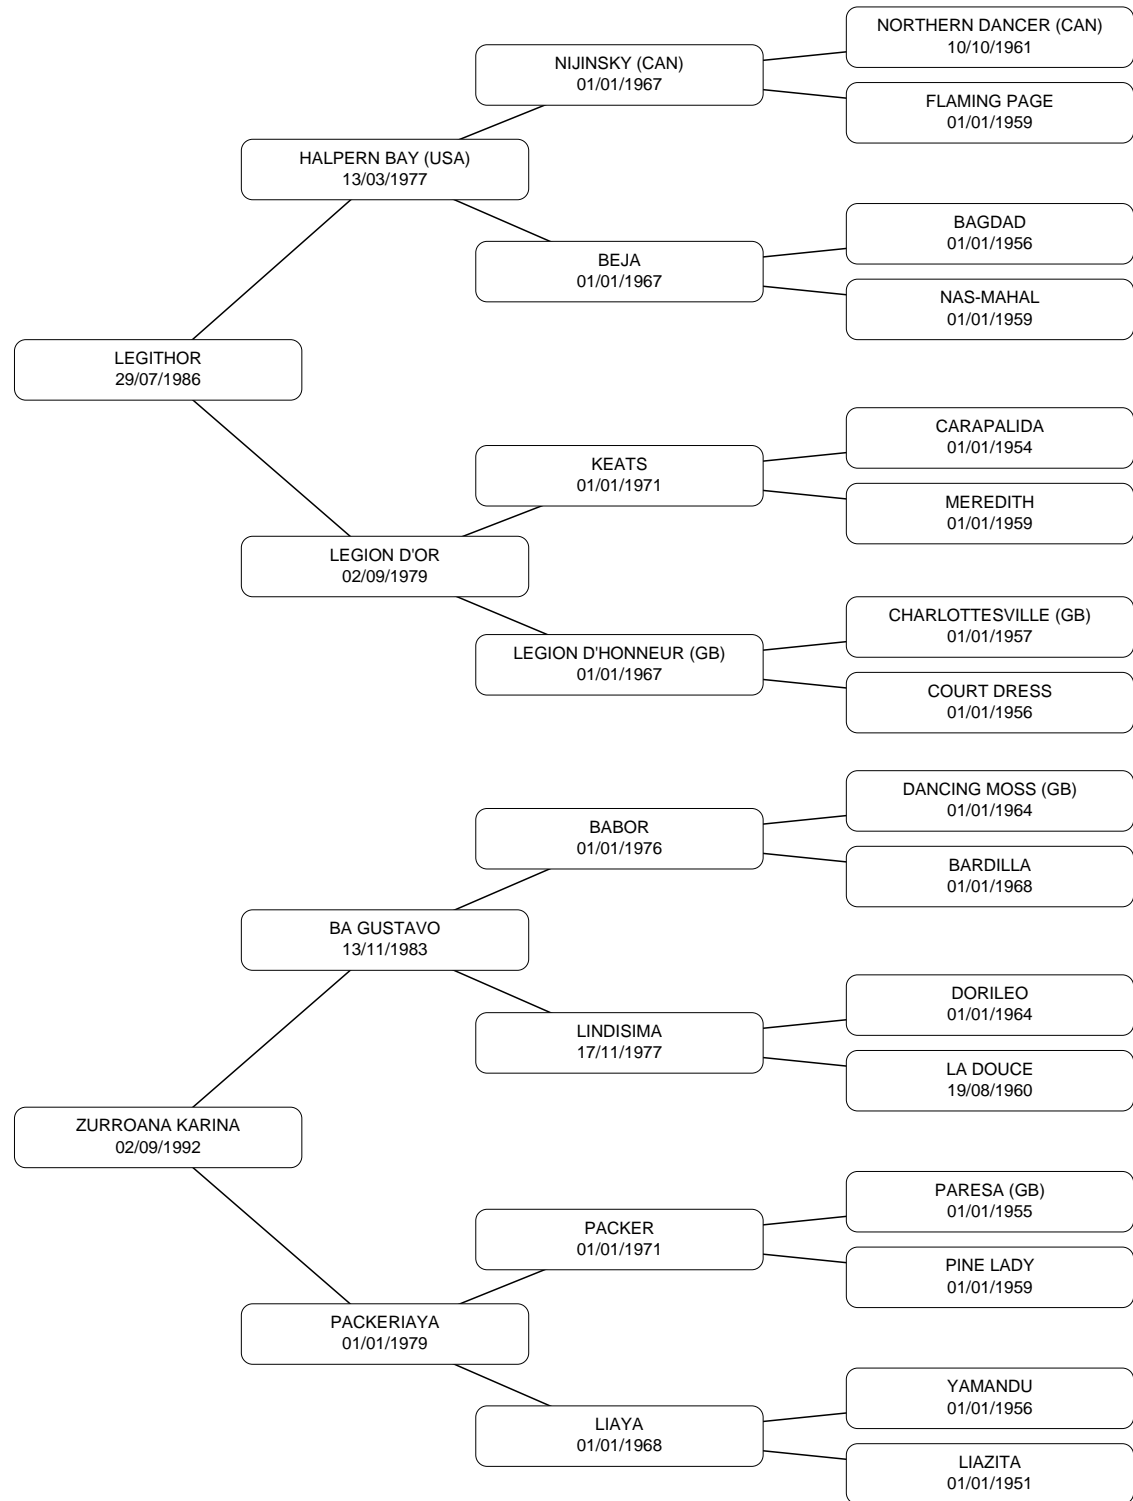 NORTHERN DANCER (CAN)
10/10/1961
NIJINSKY (CAN)
01/01/1967
FLAMING PAGE
01/01/1959
HALPERN BAY (USA)
13/03/1977
BAGDAD
01/01/1956
BEJA
01/01/1967
NAS-MAHAL
01/01/1959
LEGITHOR
29/07/1986
CARAPALIDA
01/01/1954
KEATS
01/01/1971
MEREDITH
01/01/1959
LEGION D'OR
02/09/1979
CHARLOTTESVILLE (GB)
01/01/1957
LEGION D'HONNEUR (GB)
01/01/1967
COURT DRESS
01/01/1956
DANCING MOSS (GB)
01/01/1964
BABOR
01/01/1976
BARDILLA
01/01/1968
BA GUSTAVO
13/11/1983
DORILEO
01/01/1964
LINDISIMA
17/11/1977
LA DOUCE
19/08/1960
ZURROANA KARINA
02/09/1992
PARESA (GB)
01/01/1955
PACKER
01/01/1971
PINE LADY
01/01/1959
PACKERIAYA
01/01/1979
YAMANDU
01/01/1956
LIAYA
01/01/1968
LIAZITA
01/01/1951